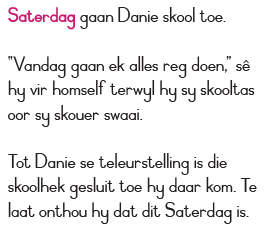 Saterdag gaan Danie skool toe.
"Vandag gaan ek alles reg doen," sê
hy vir homself terwyl hy sy skooltas
oor sy skouer swaai.
Tot Danie se teleurstelling is die
skoolhek gesluit toe hy daar kom. Te
laat onthou hy dat dit Saterdag is.